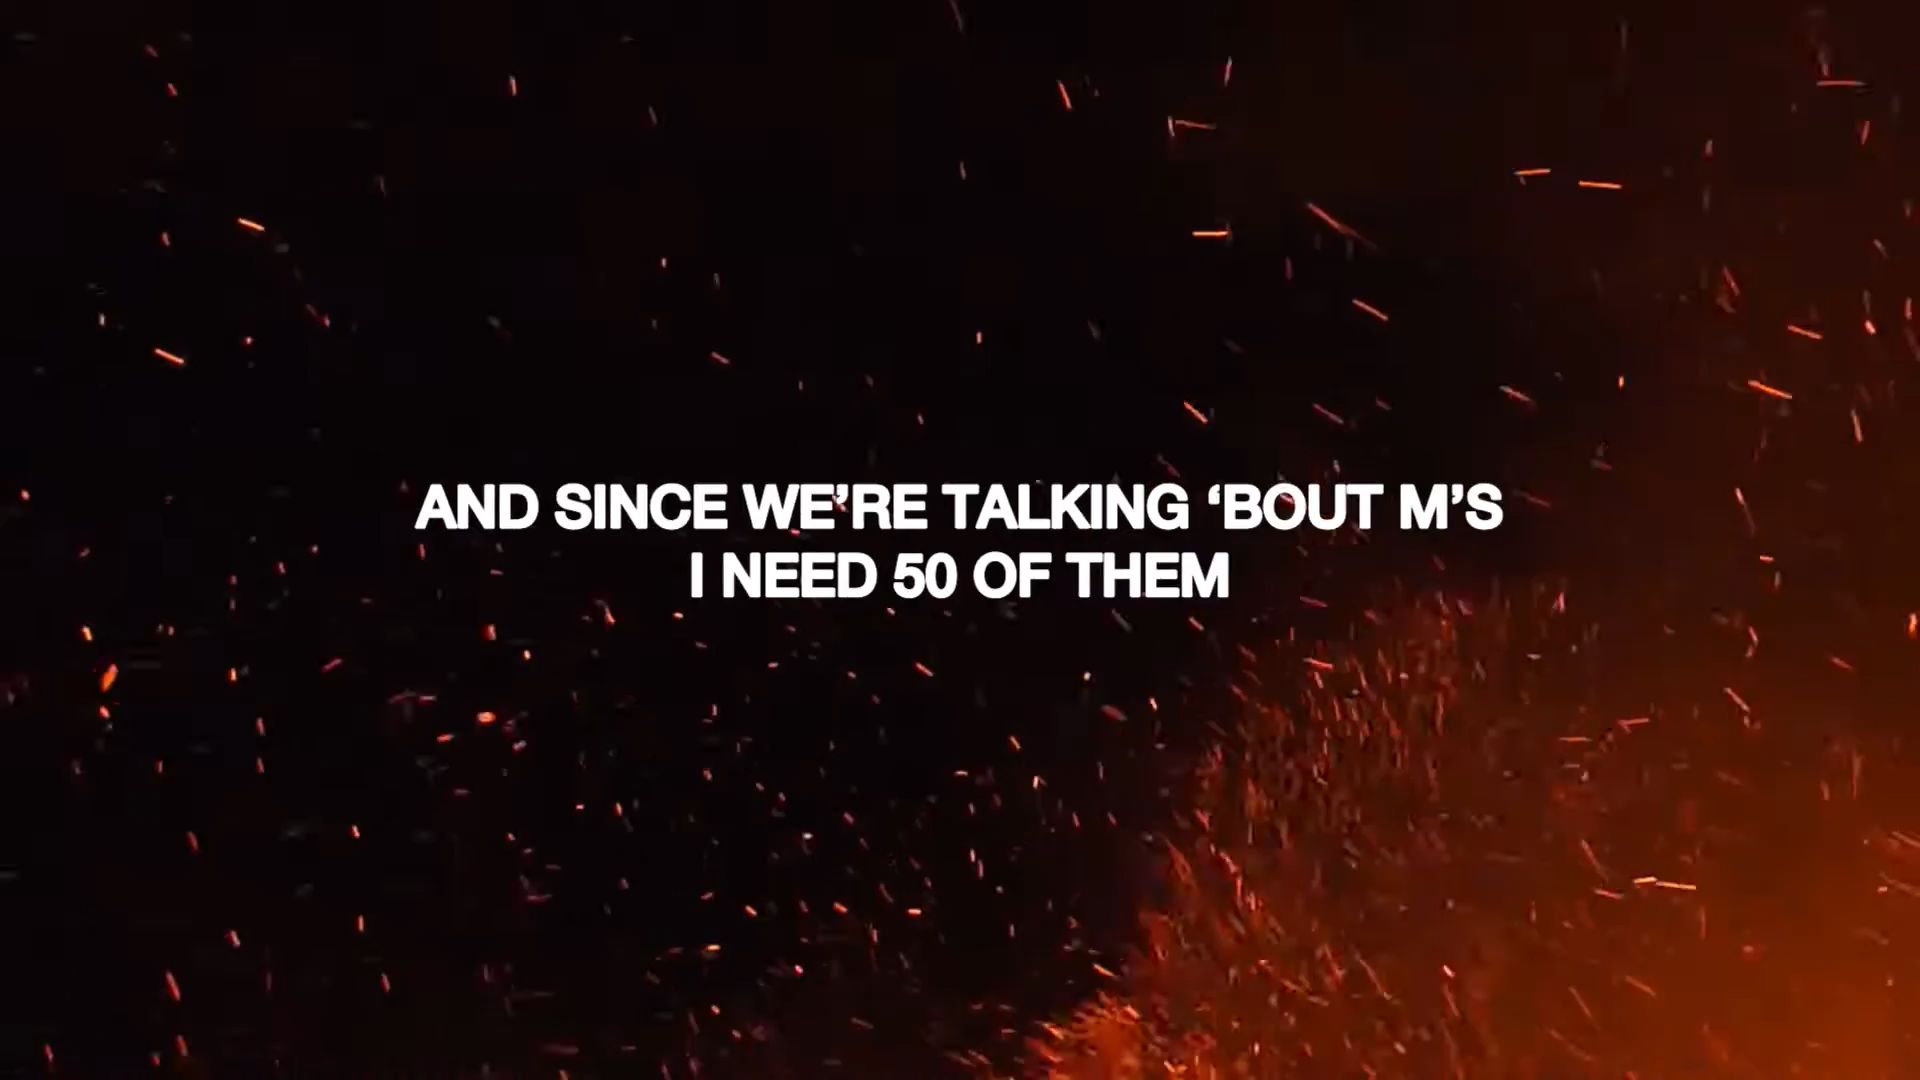 AND SINCE WE’RE TALKING ‘BOUT M’S
I NEED 50 OF THEM